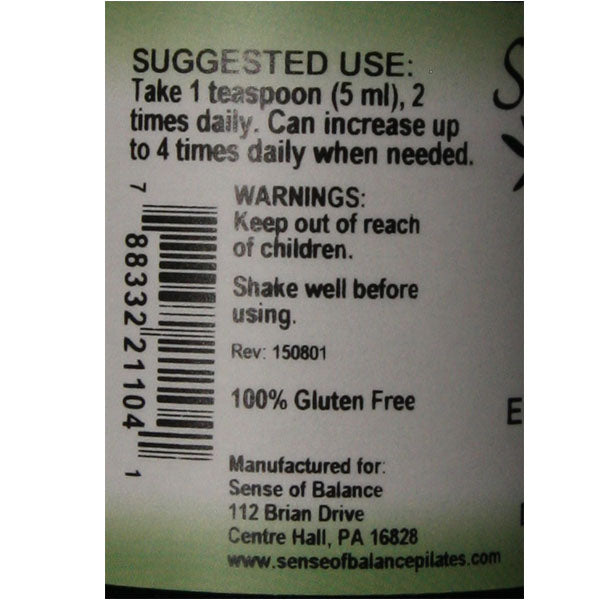 SUGGESTED USE:
Take 1 teaspoon (5 ml), 2
times daily. Can increase up
to 4 times daily when needed.
WARNINGS:
Keep out of reach
of children.
Shake well before
using.
Rev: 150801
100% Gluten Free
Manufactured for:
Sense of Balance
112 Brian Drive
Centre Hall, PA 16828
www.senseofbalancepilates.com
7 88332 21104 1